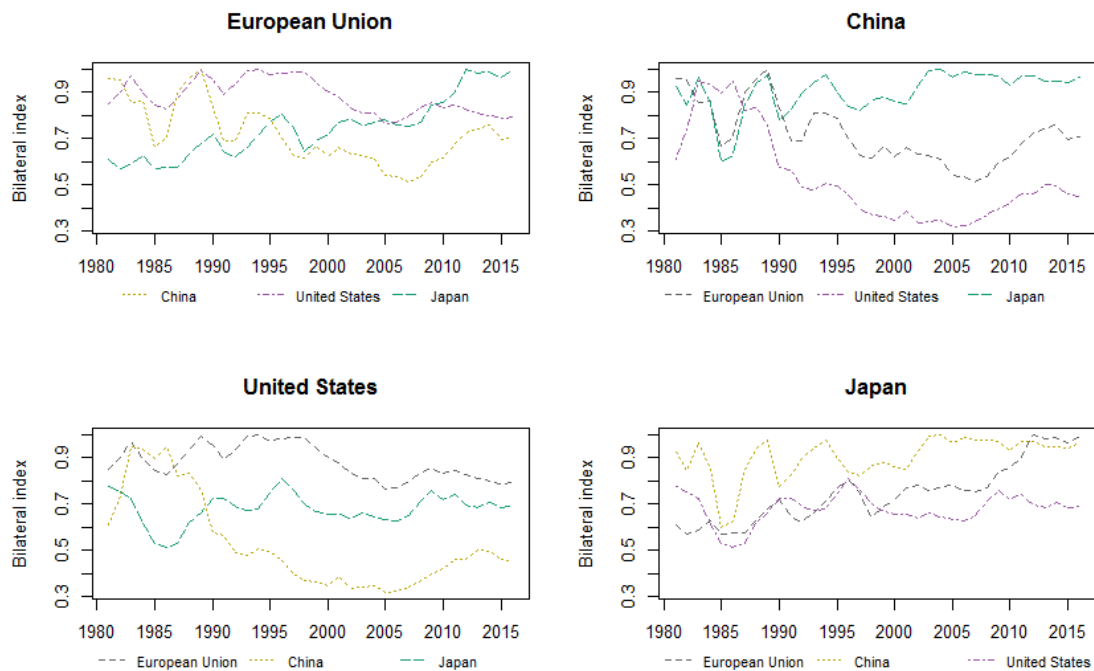 European Union
Bilateral index
0.3 0.5 0.7 0.9
1980 1985 1990 1995 2000 2005 2010 2015
China United States Japan
China
Bilateral index
0.3 0.5 0.7 0.9
1980 1985 1990 1995 2000 2005 2010 2015
European Union United States Japan
United States
Bilateral index
0.3 0.5 0.7 0.9
1980 1985 1990 1995 2000 2005 2010 2015
European Union China Japan
Japan
Bilateral index
0.3 0.5 0.7 0.9
1980 1985 1990 1995 2000 2005 2010 2015
European Union China United States